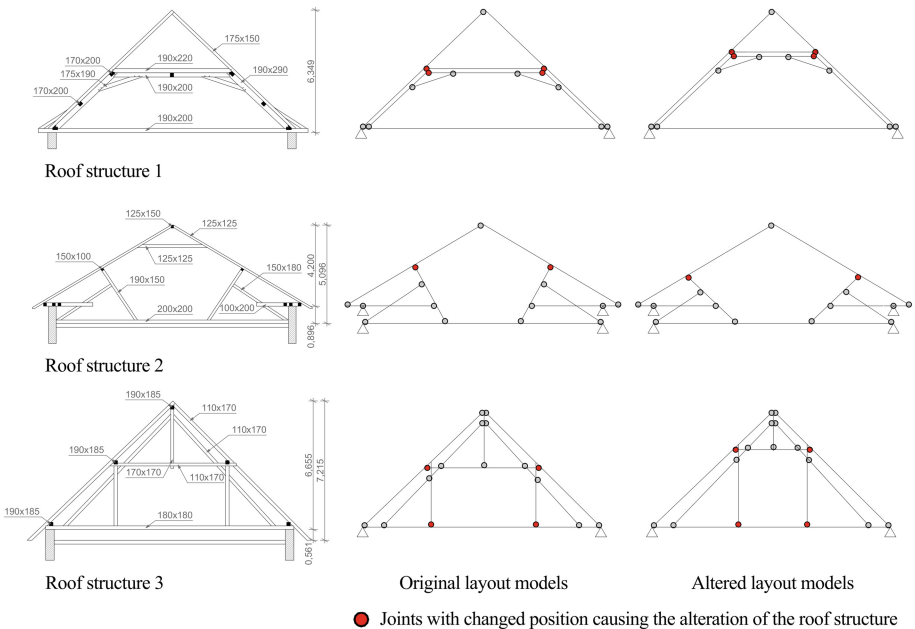 175x150
170x200
190x220
175x190
190x290
170x200
190x200
190x200
6,349
Roof structure 1
125x150
125x125
150x100
125x125
190x150
150x180
200x200
100x200
4,200
5,096
0,896
Roof structure 2
190x185
110x170
110x170
190x185
170x170
110x170
190x185
180x180
6,655
7,215
0,561
Roof structure 3
Original layout models
Altered layout models
Joints with changed position causing the alteration of the roof structure